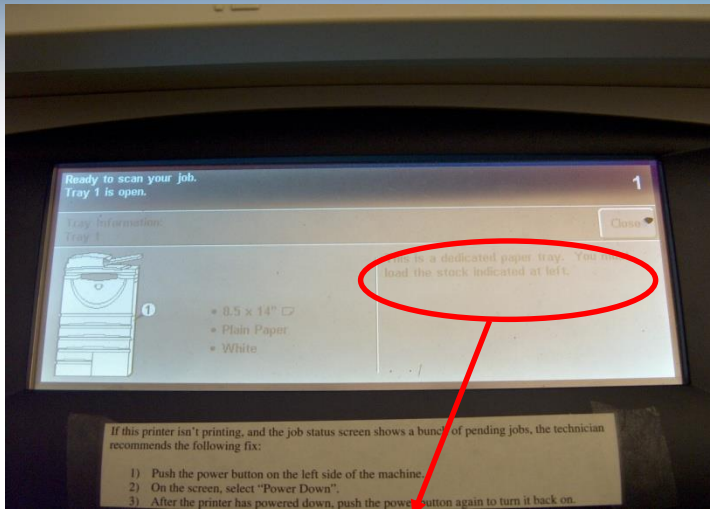 Ready to scan your job.
Tray 1 is open.
1
Tray Information:
Tray 1
Close
This is a dedicated paper tray. You must
load the stock indicated at left.
1
• 8.5 x 14"
• Plain Paper
• White
If this printer isn't printing, and the job status screen shows a bunch of pending jobs, the technician
recommends the following fix:
1) Push the power button on the left side of the machine.
2) On the screen, select "Power Down".
3) After the printer has powered down, push the power button again to turn it back on.